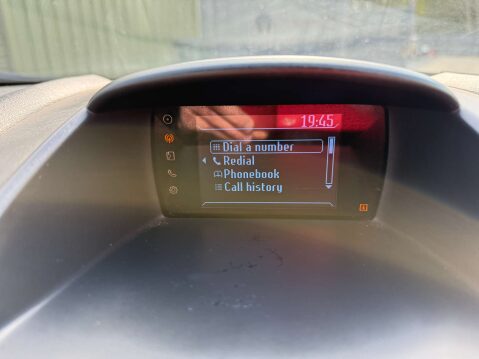 19:45
Dial a number
Redial
Phonebook
Call history